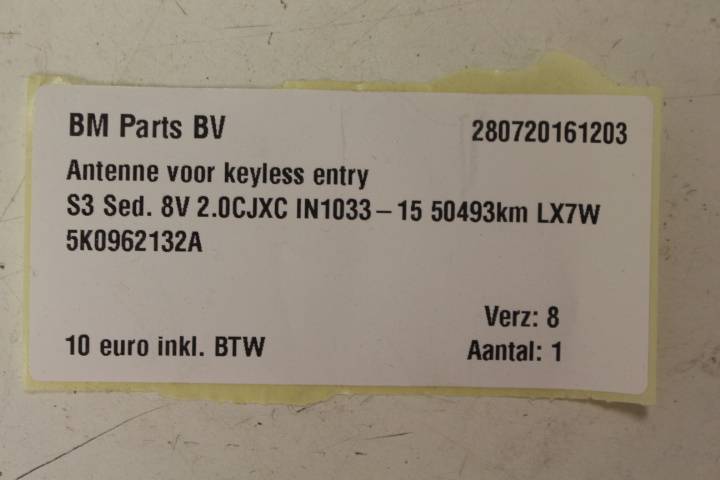 BM Parts BV 280720161203
Antenne voor keyless entry
S3 Sed. 8V 2.0CJXC IN1033 – 15 50493km LX7W
5K0962132A
Verz: 8
10 euro inkl. BTW Aantal: 1